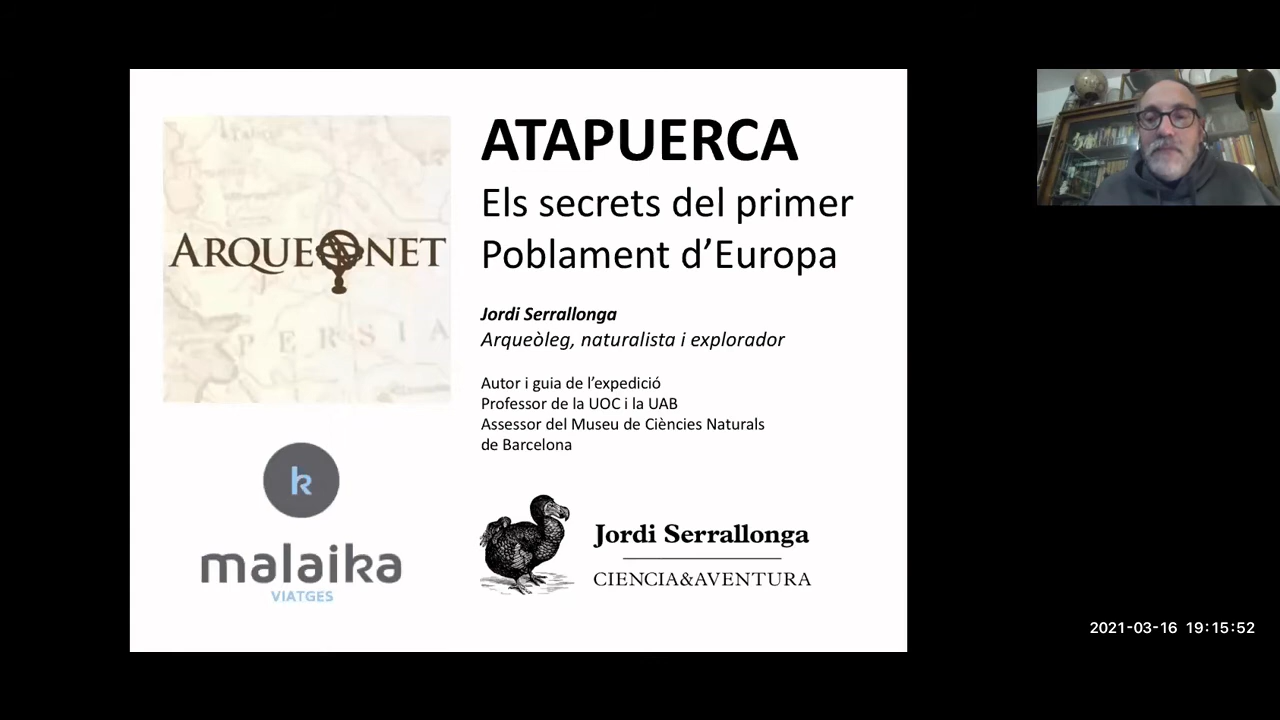 ARQUEONET
PERSIA
k
malaika
VIATGES
ATAPUERCA
Els secrets del primer
Poblament d’Europa
Jordi Serrallonga
Arqueòleg, naturalista i explorador
Autor i guia de l’expedició
Professor de la UOC i la UAB
Assessor del Museu de Ciències Naturals
de Barcelona
Jordi Serrallonga
CIENCIA&AVENTURA
2021-03-16 19:15:52